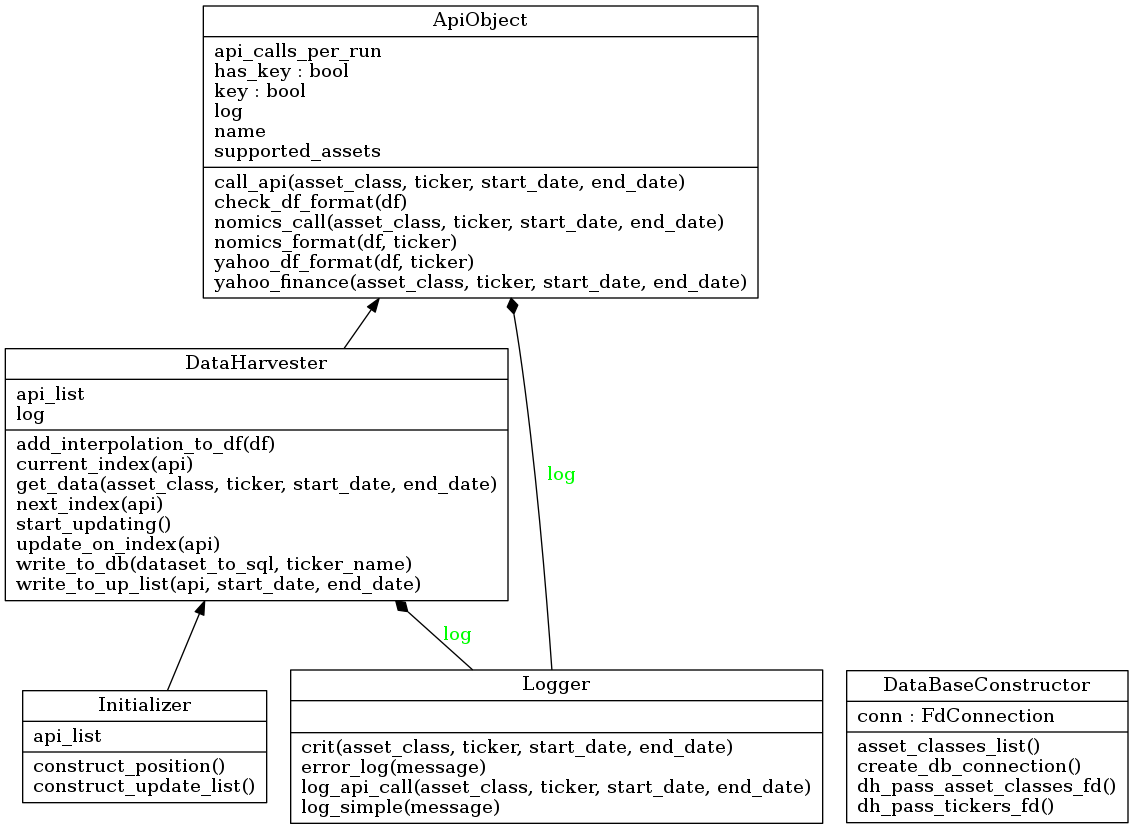 ApiObject
api_calls_per_run
has_key : bool
key : bool
log
name
supported_assets
call_api(asset_class, ticker, start_date, end_date)
check_df_format(df)
nomics_call(asset_class, ticker, start_date, end_date)
nomics_format(df, ticker)
yahoo_df_format(df, ticker)
yahoo_finance(asset_class, ticker, start_date, end_date)
DataHarvester
api_list
log
add_interpolation_to_df(df)
current_index(api)
get_data(asset_class, ticker, start_date, end_date)
next_index(api)
start_updating()
update_on_index(api)
write_to_db(dataset_to_sql, ticker_name)
write_to_up_list(api, start_date, end_date)
log
log
Initializer
api_list
construct_position()
construct_update_list()
Logger
crit(asset_class, ticker, start_date, end_date)
error_log(message)
log_api_call(asset_class, ticker, start_date, end_date)
log_simple(message)
DataBaseConstructor
conn : FdConnection
asset_classes_list()
create_db_connection()
dh_pass_asset_classes_fd()
dh_pass_tickers_fd()